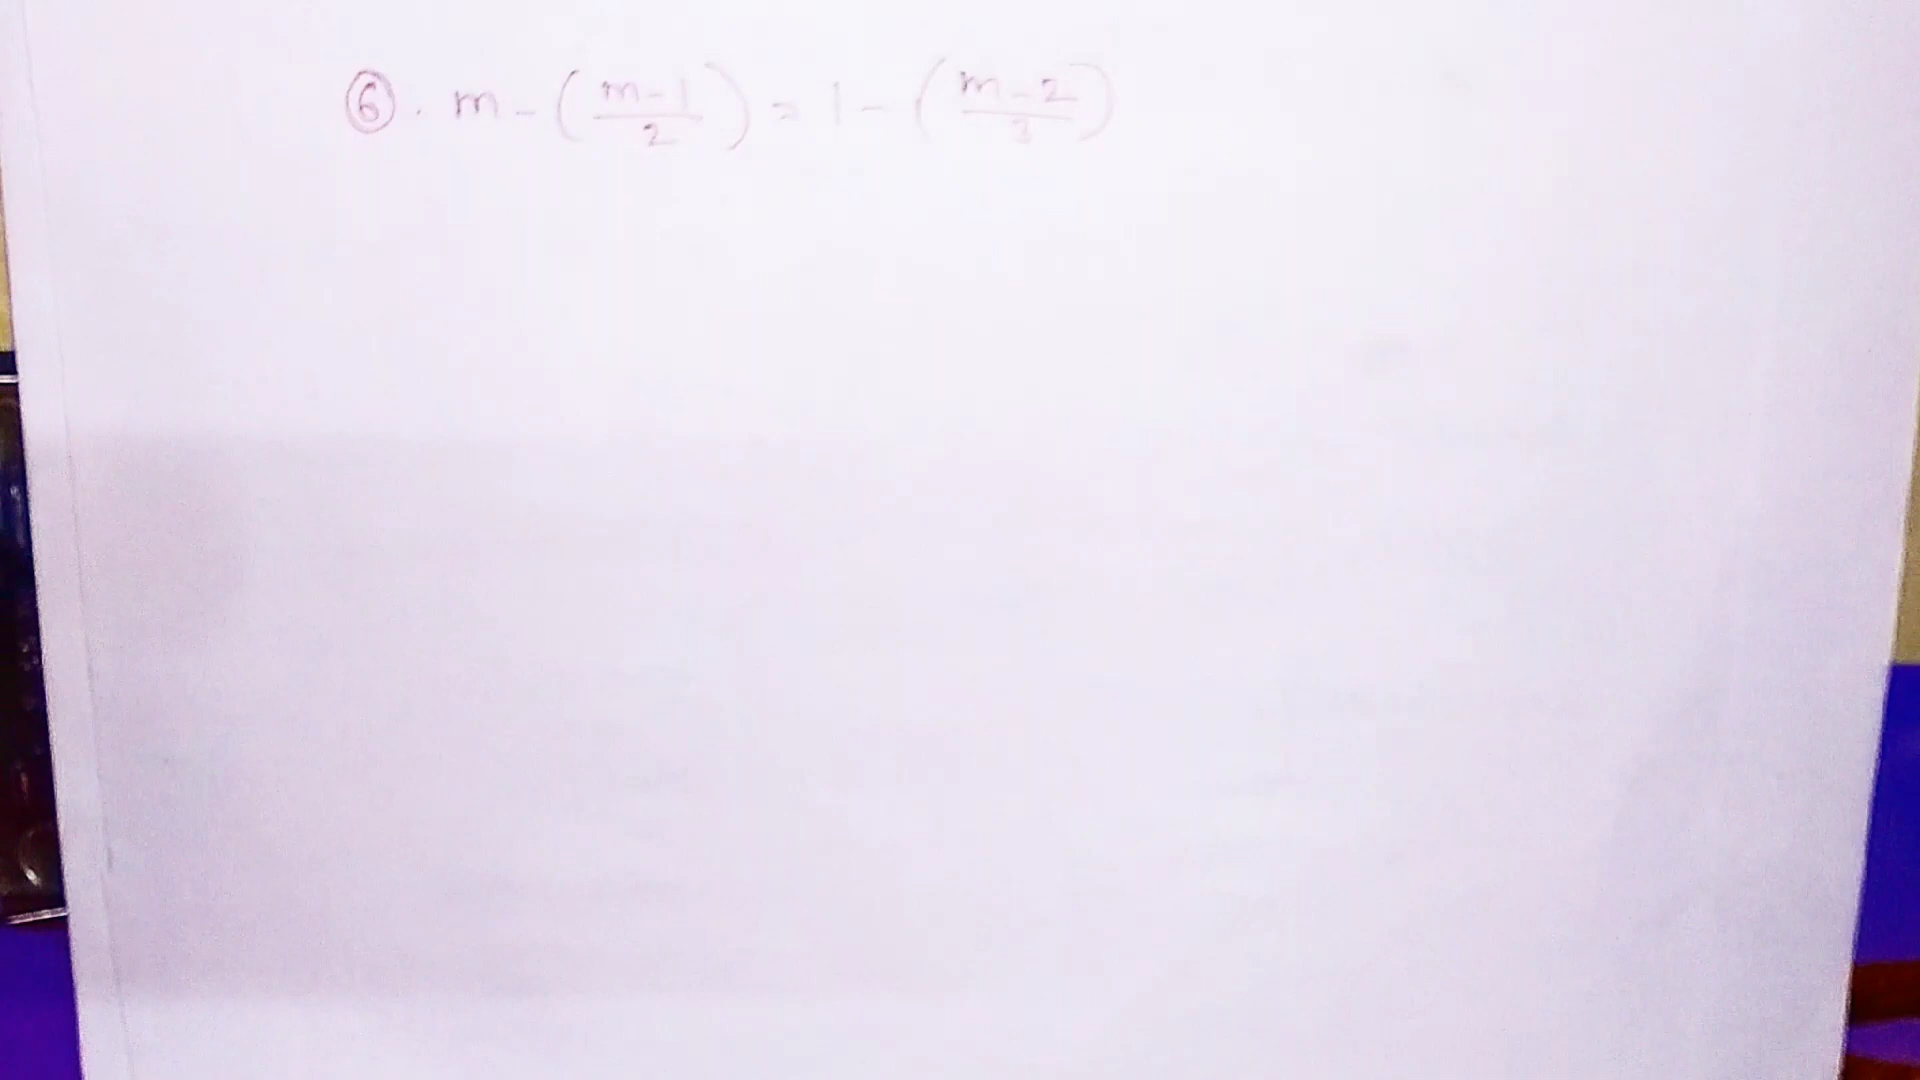 ⑥. m - (m-1/2) = 1 - (m-2/3)